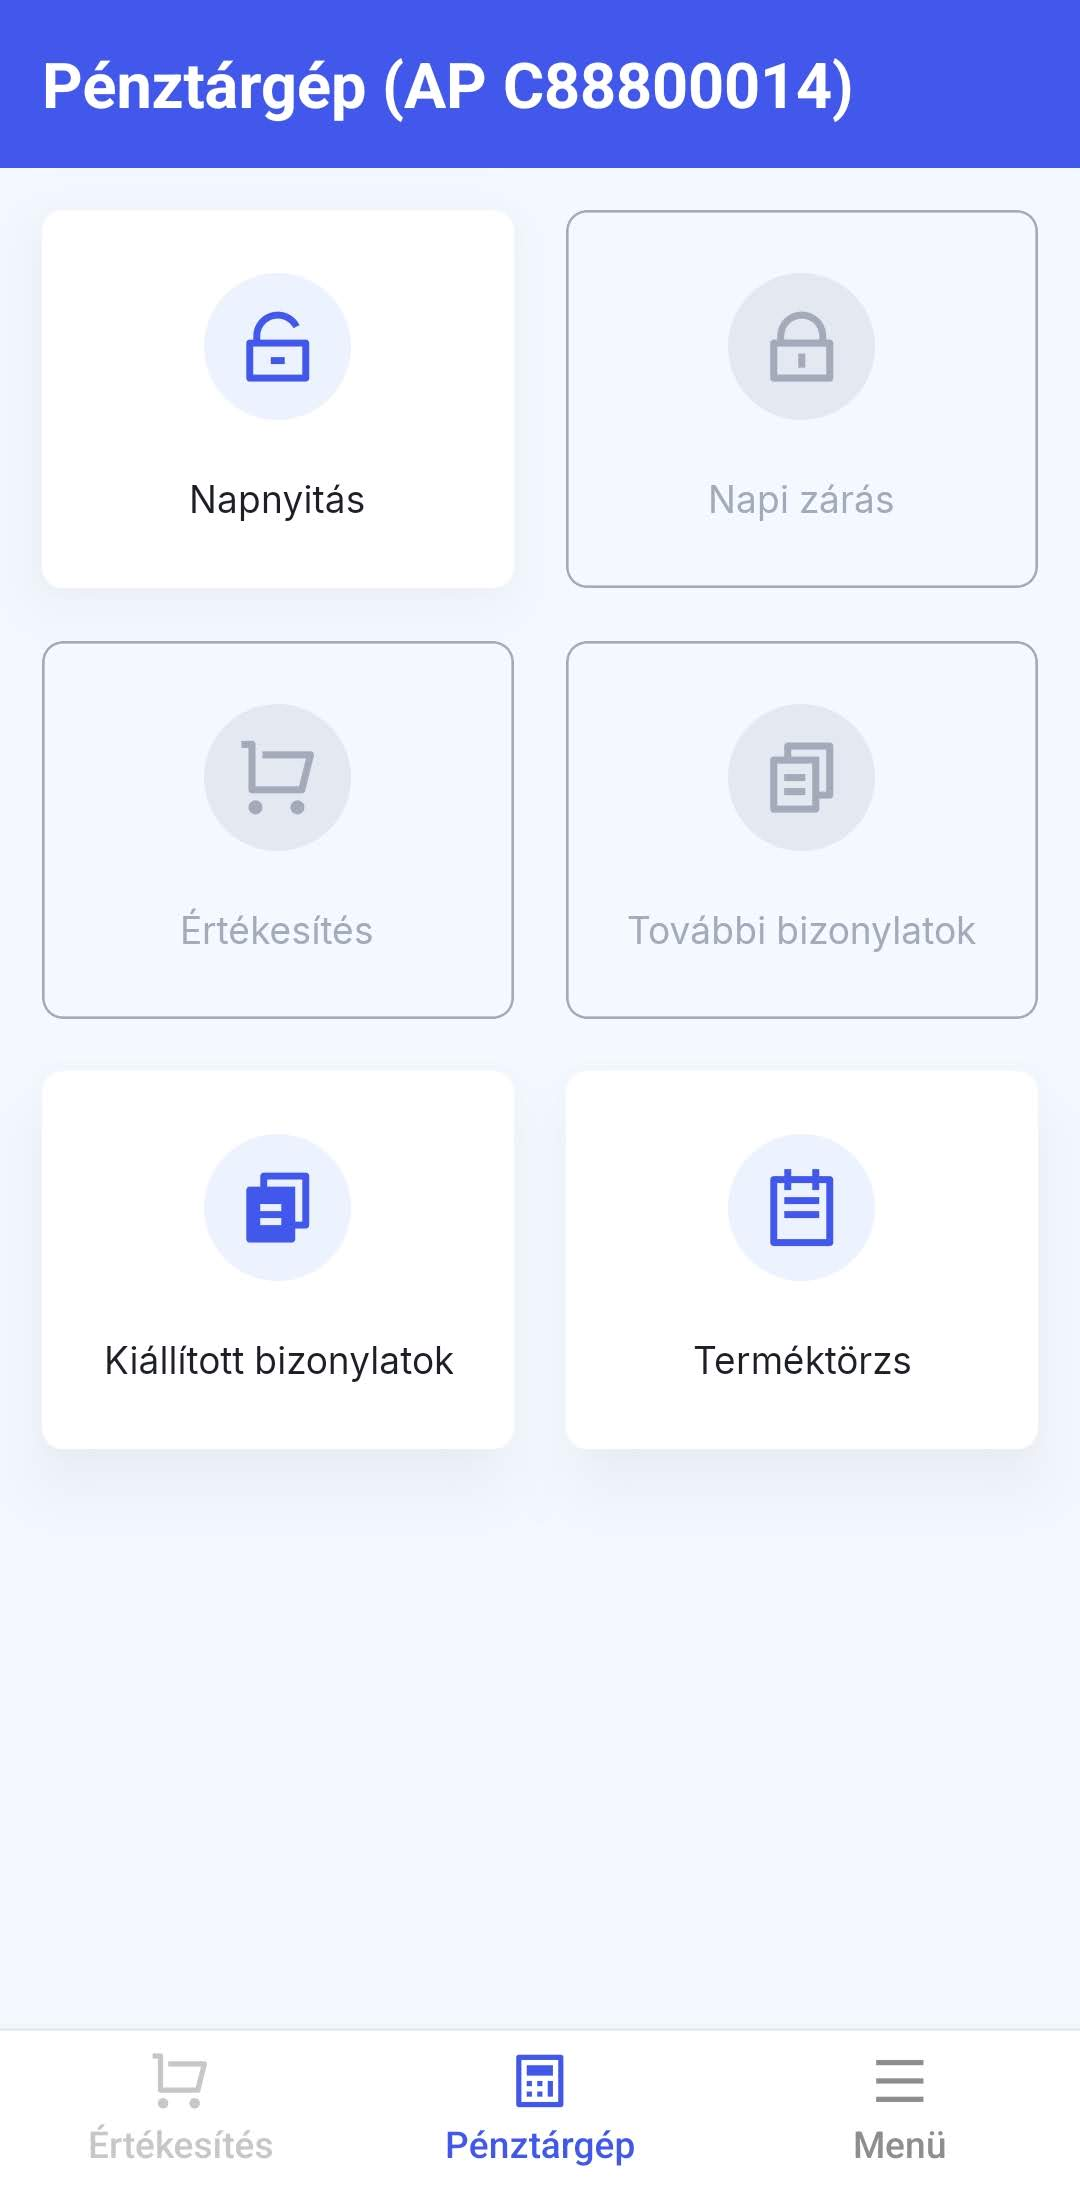 Pénztárgép (AP C88800014)
Napnyitás
Napi zárás
Értékesítés
További bizonylatok
Kiállított bizonylatok
Terméktörzs
Értékesítés
Pénztárgép
Menü